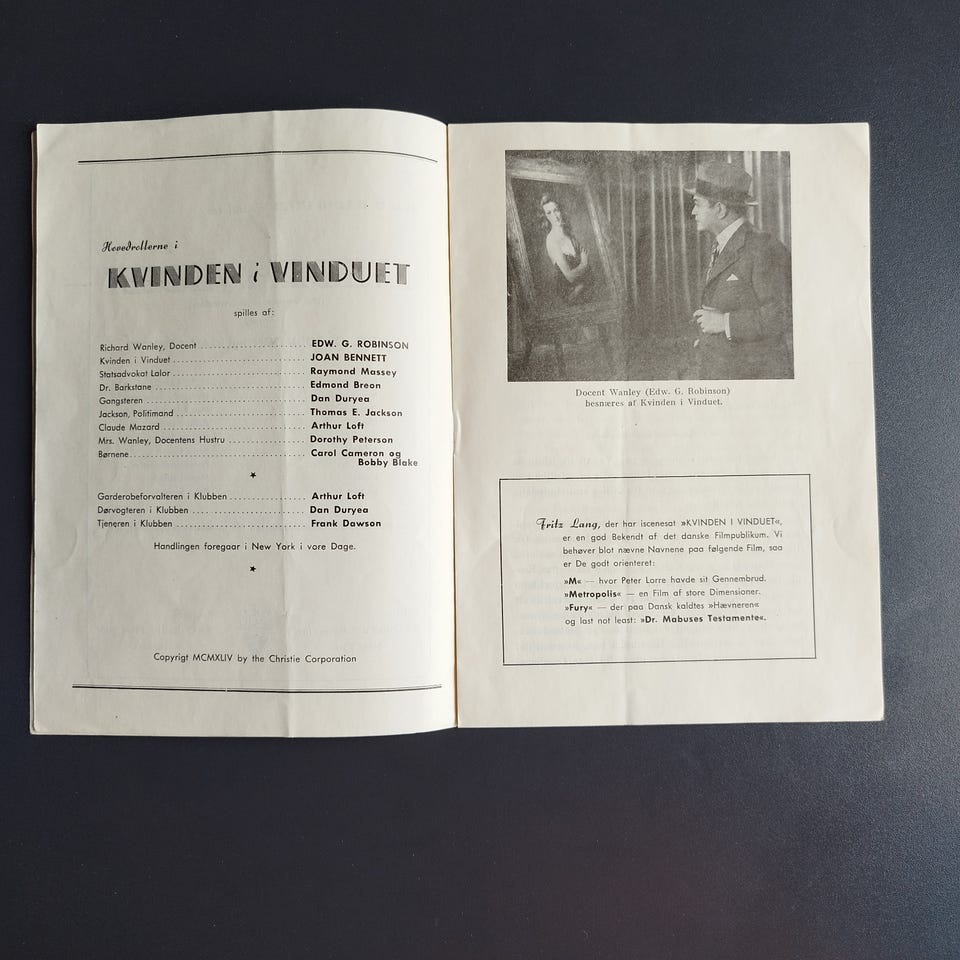 Hovedrollerne i
KVINDEN i VINDUET
spilles af:
Richard Wanley, Docent ........................ EDW. G. ROBINSON
Kvinden i Vinduet ........................ JOAN BENNETT
Statsadvokat Lalor ........................ Raymond Massey
Dr. Barkstane ........................ Edmond Breon
Gangsteren ........................ Dan Duryea
Jackson, Politimand ........................ Thomas E. Jackson
Claude Mazard ........................ Arthur Loft
Mrs. Wanley, Docentens Hustru ................ Dorothy Peterson
Børnene ........................ Carol Cameron og
Bobby Blake
Garderobeforvalteren i Klubben ................ Arthur Loft
Dørvogteren i Klubben ........................ Dan Duryea
Tjeneren i Klubben ........................ Frank Dawson
Handlingen foregaar i New York i vore Dage.
Copyrigt MCMXLIV by the Christie Corporation
Docent Wanley (Edw. G. Robinson)
besnæres af Kvinden i Vinduet.
Fritz Lang, der har iscenesat »KVINDEN I VINDUET«,
er en god Bekendt af det danske Filmpublikum. Vi
behøver blot nævne Navnene paa følgende Film, saa
er De godt orienteret:
»M« — hvor Peter Lorre havde sit Gennembrud.
»Metropolis« — en Film af store Dimensioner.
»Fury« — der paa Dansk kaldtes »Hævneren«
og last not least: »Dr. Mabuses Testamente«.